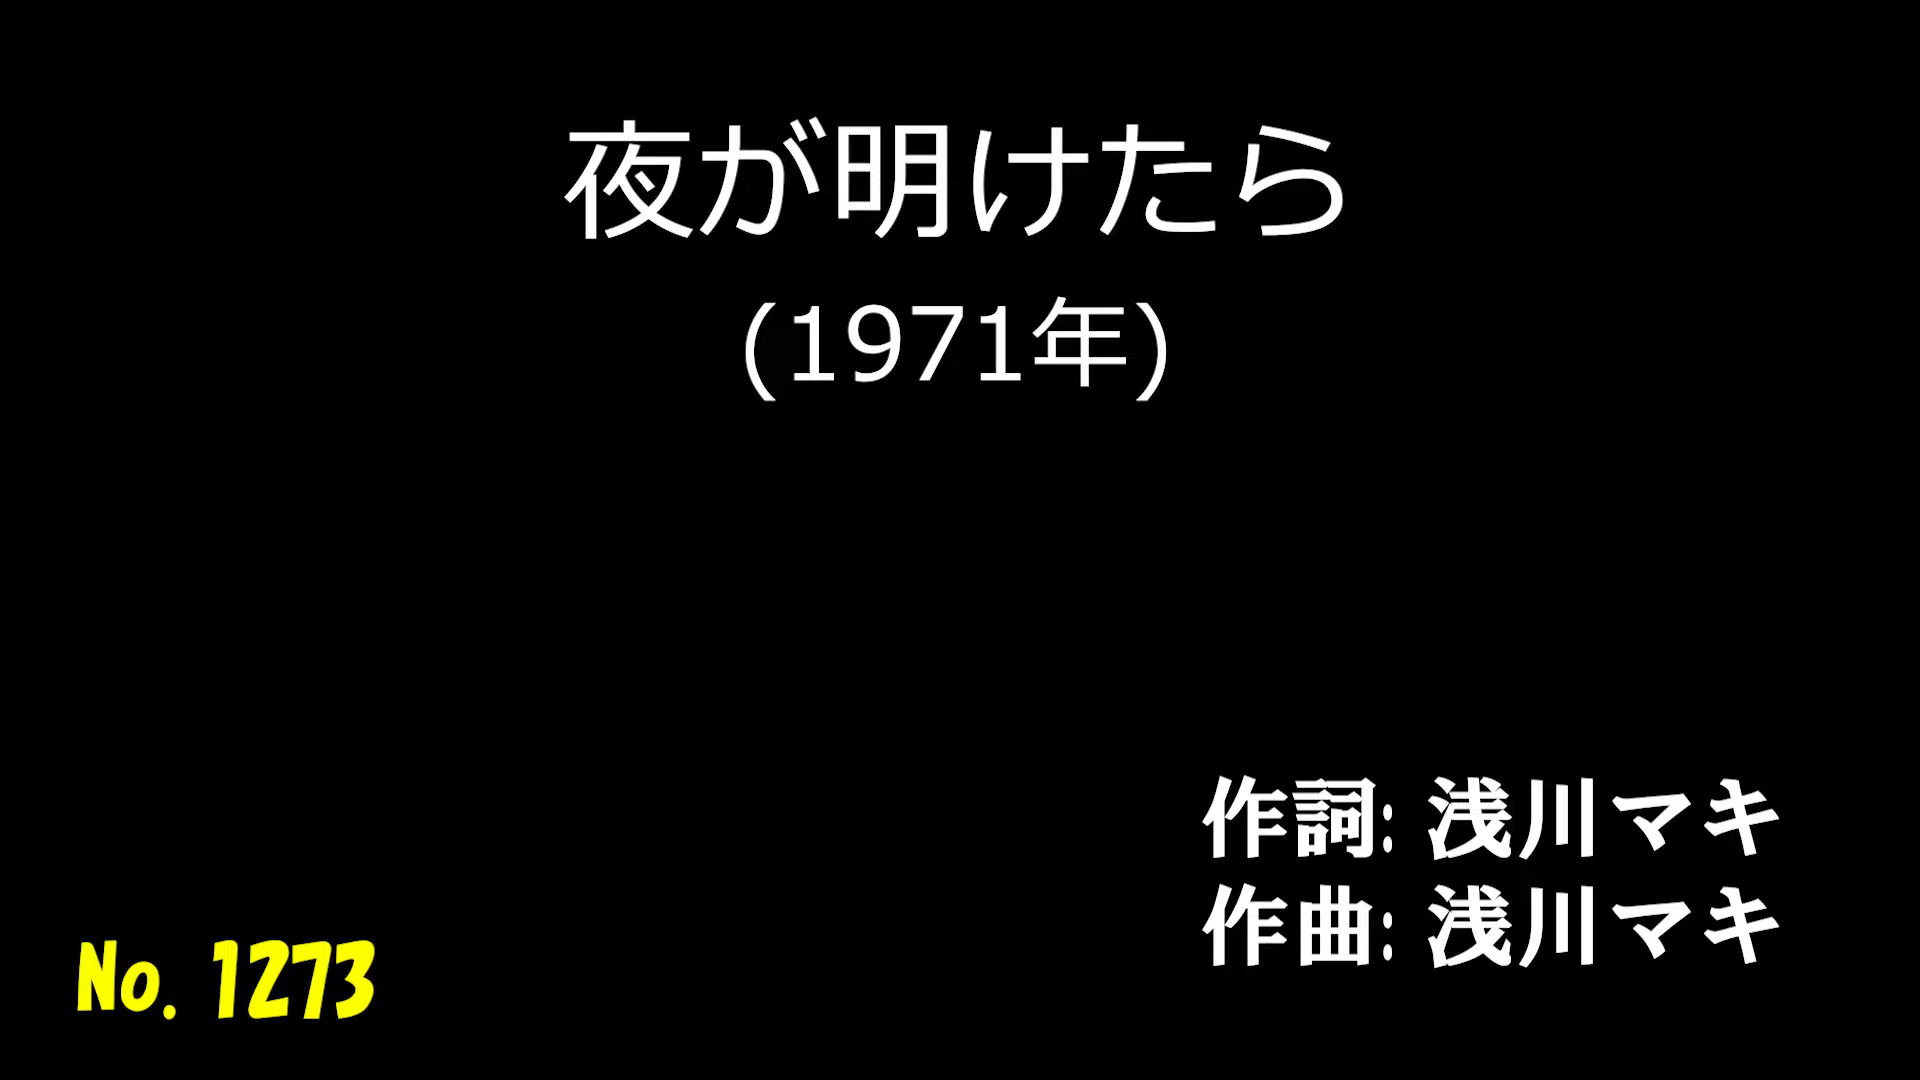 夜が明けたら
(1971年)
作詞: 浅川マキ
作曲: 浅川マキ
No. 1273